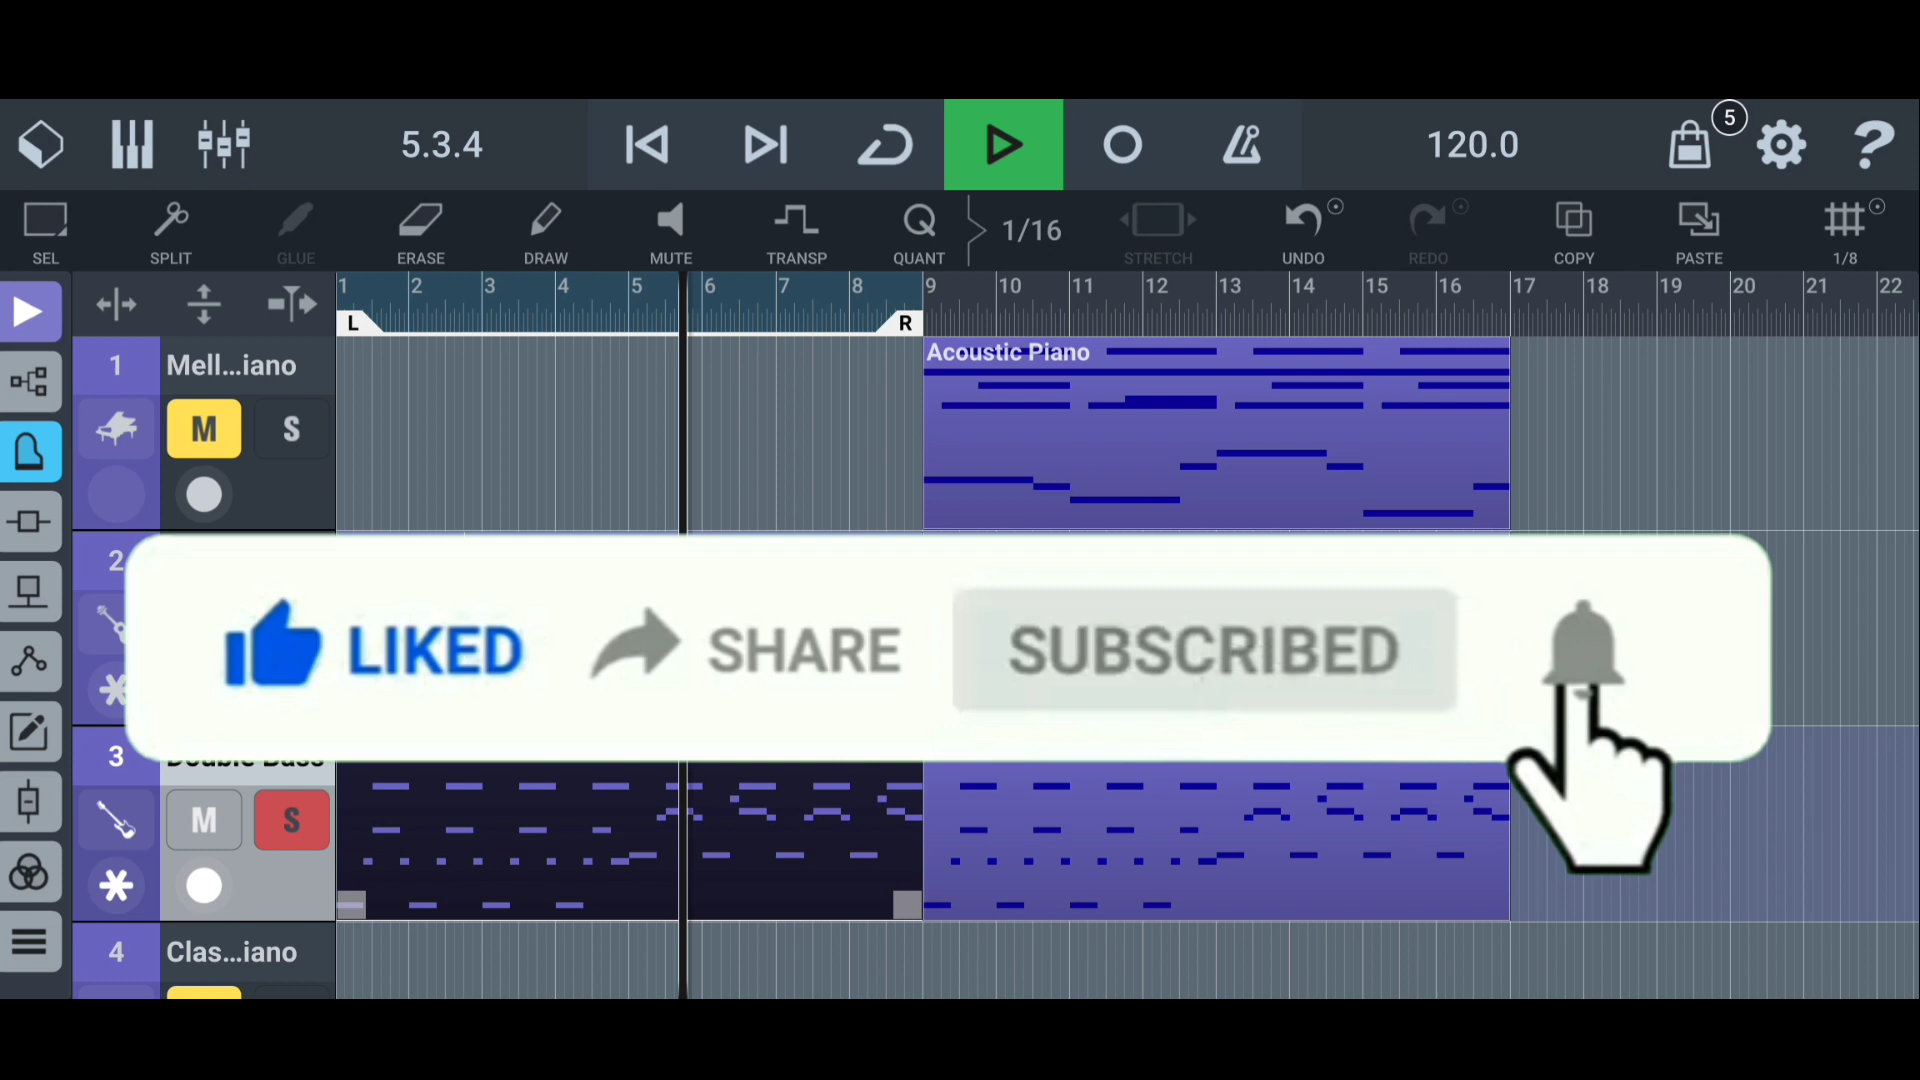 5.3.4
120.0
5
?
SEL
SPLIT
GLUE
ERASE
DRAW
MUTE
TRANSP
Q
QUANT
1/16
STRETCH
UNDO
REDO
COPY
PASTE
1/8
1 2 3 4 5 6 7 8 9 10 11 12 13 14 15 16 17 18 19 20 21 22
L R
1 Mell...iano
Acoustic Piano
M S
2
LIKED SHARE SUBSCRIBED
3 Double Bass
M S
4 Clas...iano